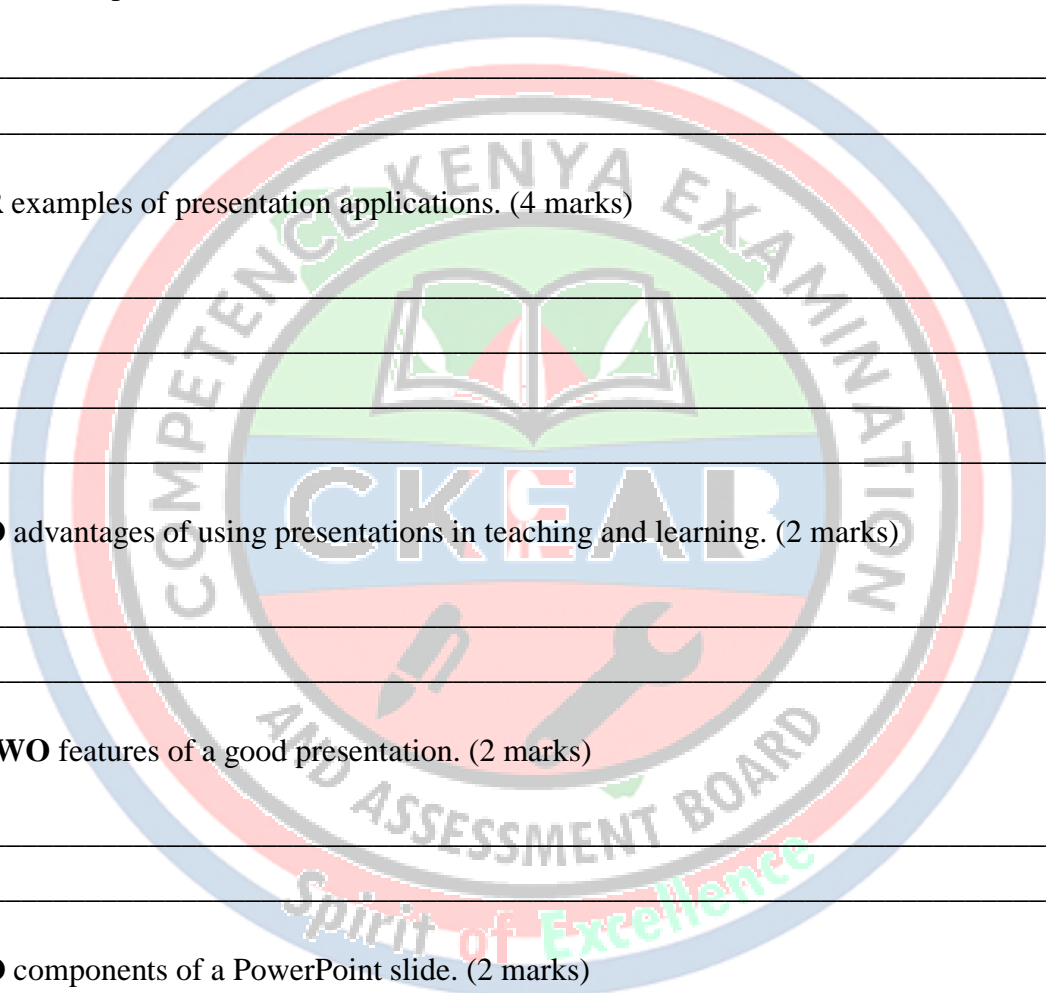 R examples of presentation applications. (4 marks)
O advantages of using presentations in teaching and learning. (2 marks)
WO features of a good presentation. (2 marks)
O components of a PowerPoint slide. (2 marks)
COMPETENCE KENYA EXAMINATION
CKEAB
AND ASSESSMENT BOARD
Spirit of Excellence